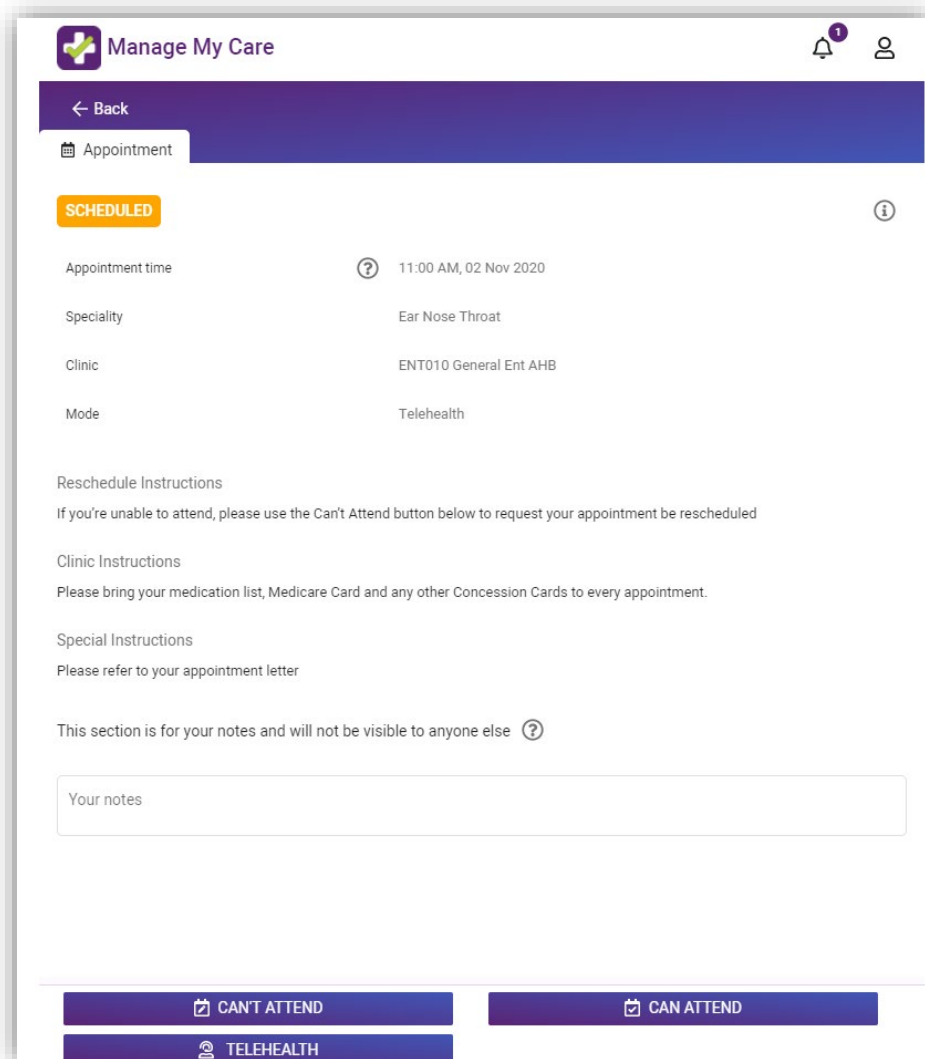 Manage My Care
1
Back
Appointment
SCHEDULED
Appointment time 11:00 AM, 02 Nov 2020
Speciality Ear Nose Throat
Clinic ENT010 General Ent AHB
Mode Telehealth
Reschedule Instructions
If you're unable to attend, please use the Can't Attend button below to request your appointment be rescheduled
Clinic Instructions
Please bring your medication list, Medicare Card and any other Concession Cards to every appointment.
Special Instructions
Please refer to your appointment letter
This section is for your notes and will not be visible to anyone else
Your notes
CAN'T ATTEND CAN ATTEND
TELEHEALTH